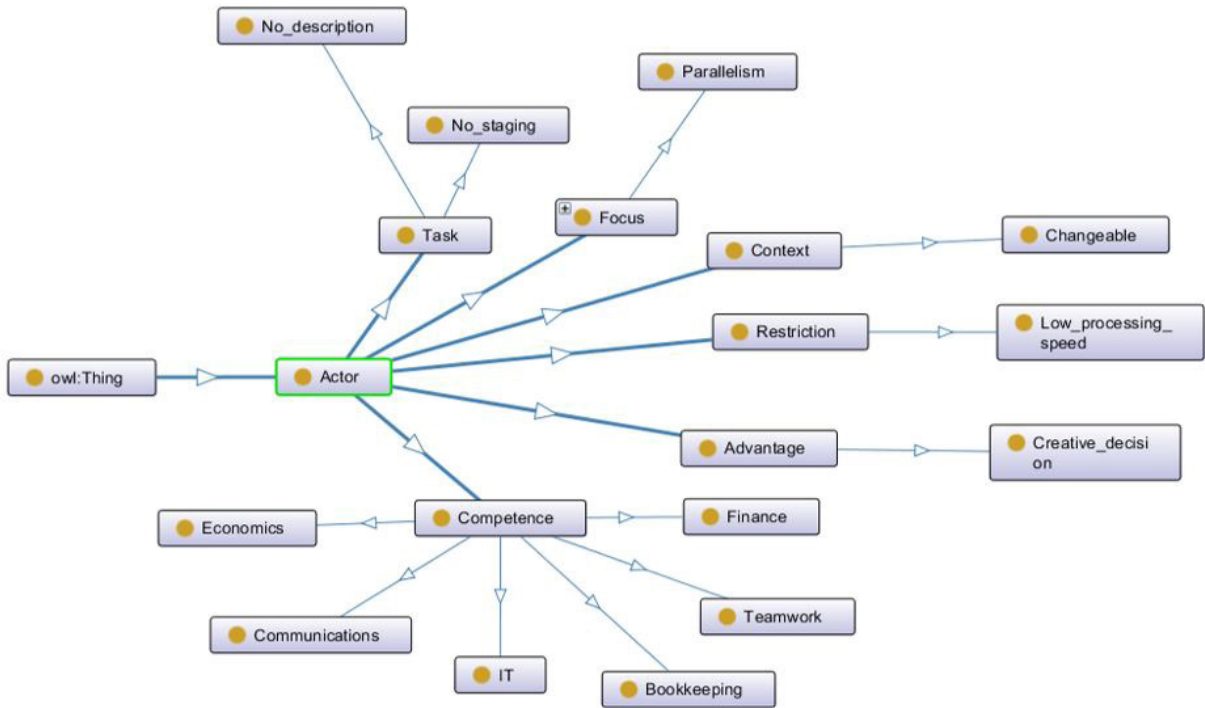 No_description
Parallelism
No_staging
Focus
Task
Context
Changeable
Restriction
Low_processing_
speed
owl:Thing
Actor
Advantage
Creative_decisi
on
Economics
Competence
Finance
Communications
Teamwork
IT
Bookkeeping